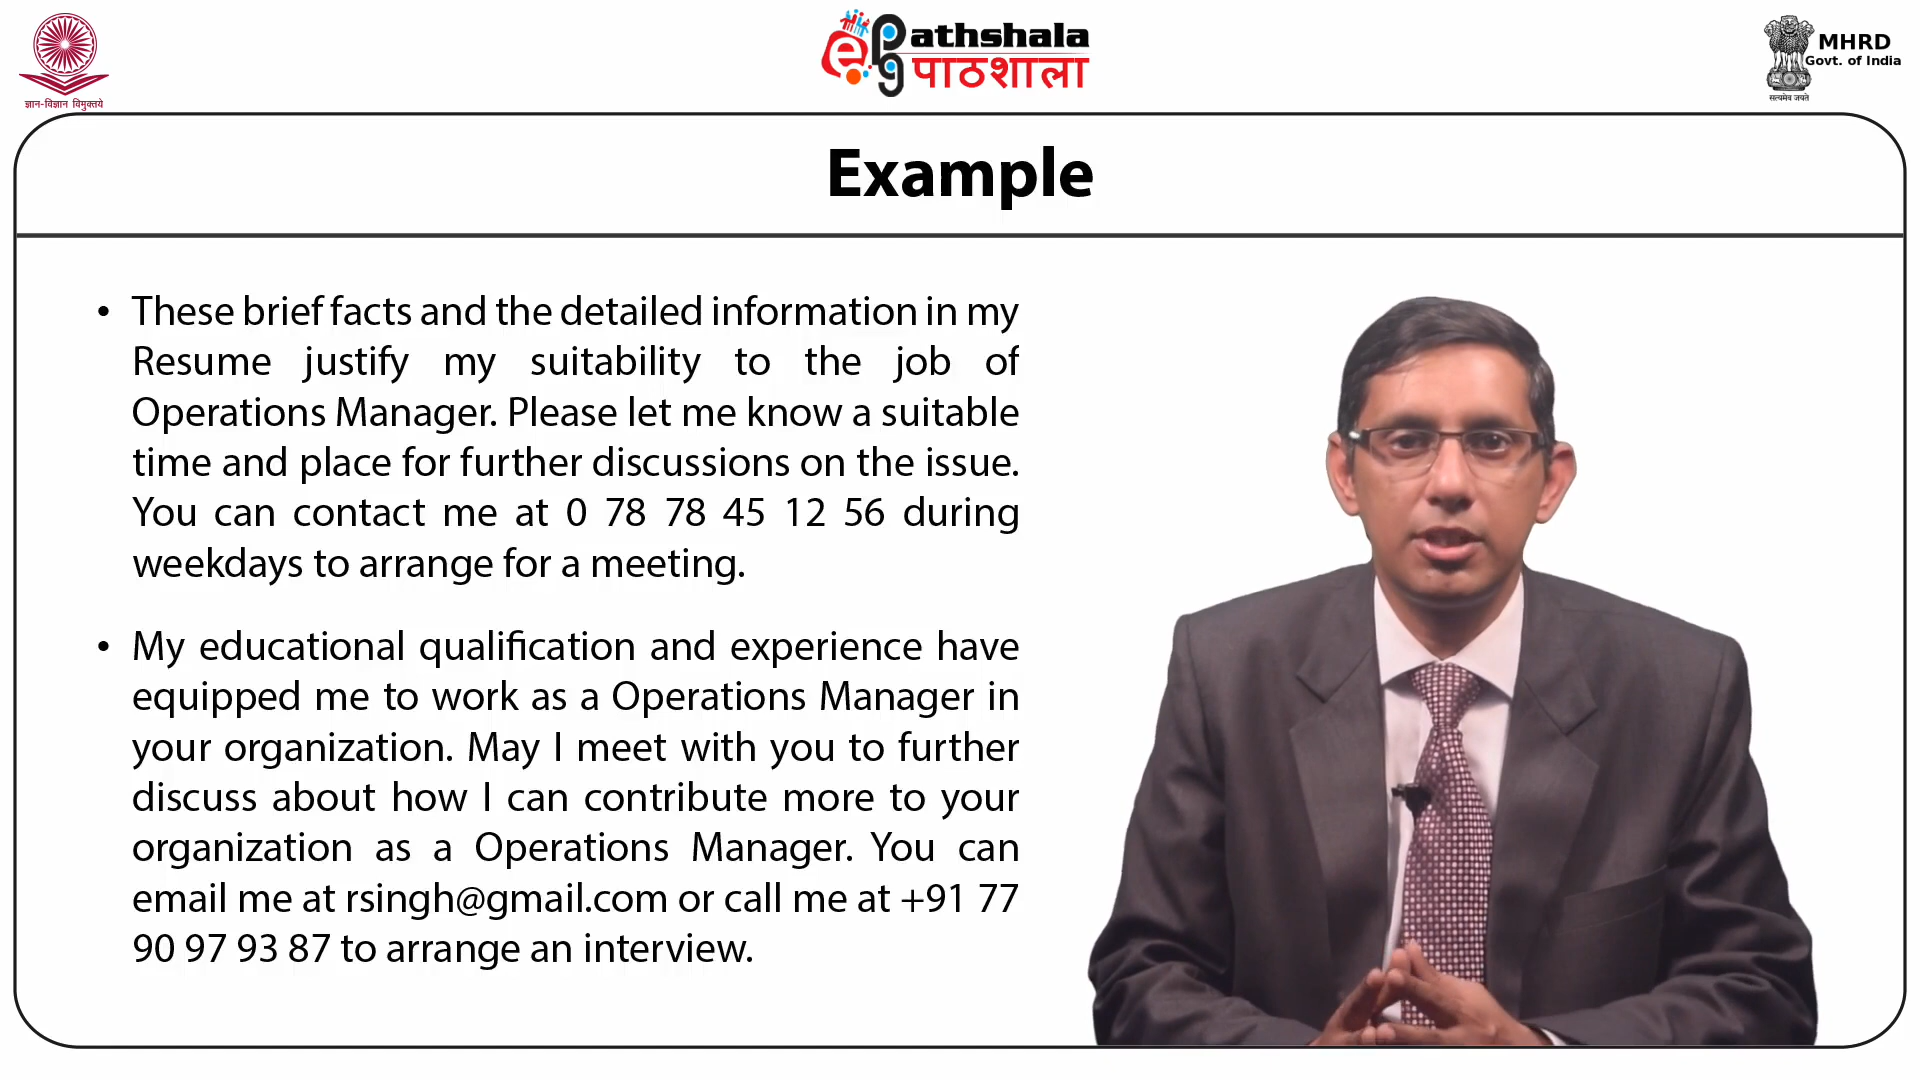 ज्ञान-विज्ञान विमुक्तये
ePathshala
पाठशाला
MHRD
Govt. of India
सत्यमेव जयते
Example
• These brief facts and the detailed information in my
Resume justify my suitability to the job of
Operations Manager. Please let me know a suitable
time and place for further discussions on the issue.
You can contact me at 0 78 78 45 12 56 during
weekdays to arrange for a meeting.
• My educational qualification and experience have
equipped me to work as a Operations Manager in
your organization. May I meet with you to further
discuss about how I can contribute more to your
organization as a Operations Manager. You can
email me at rsingh@gmail.com or call me at +91 77
90 97 93 87 to arrange an interview.